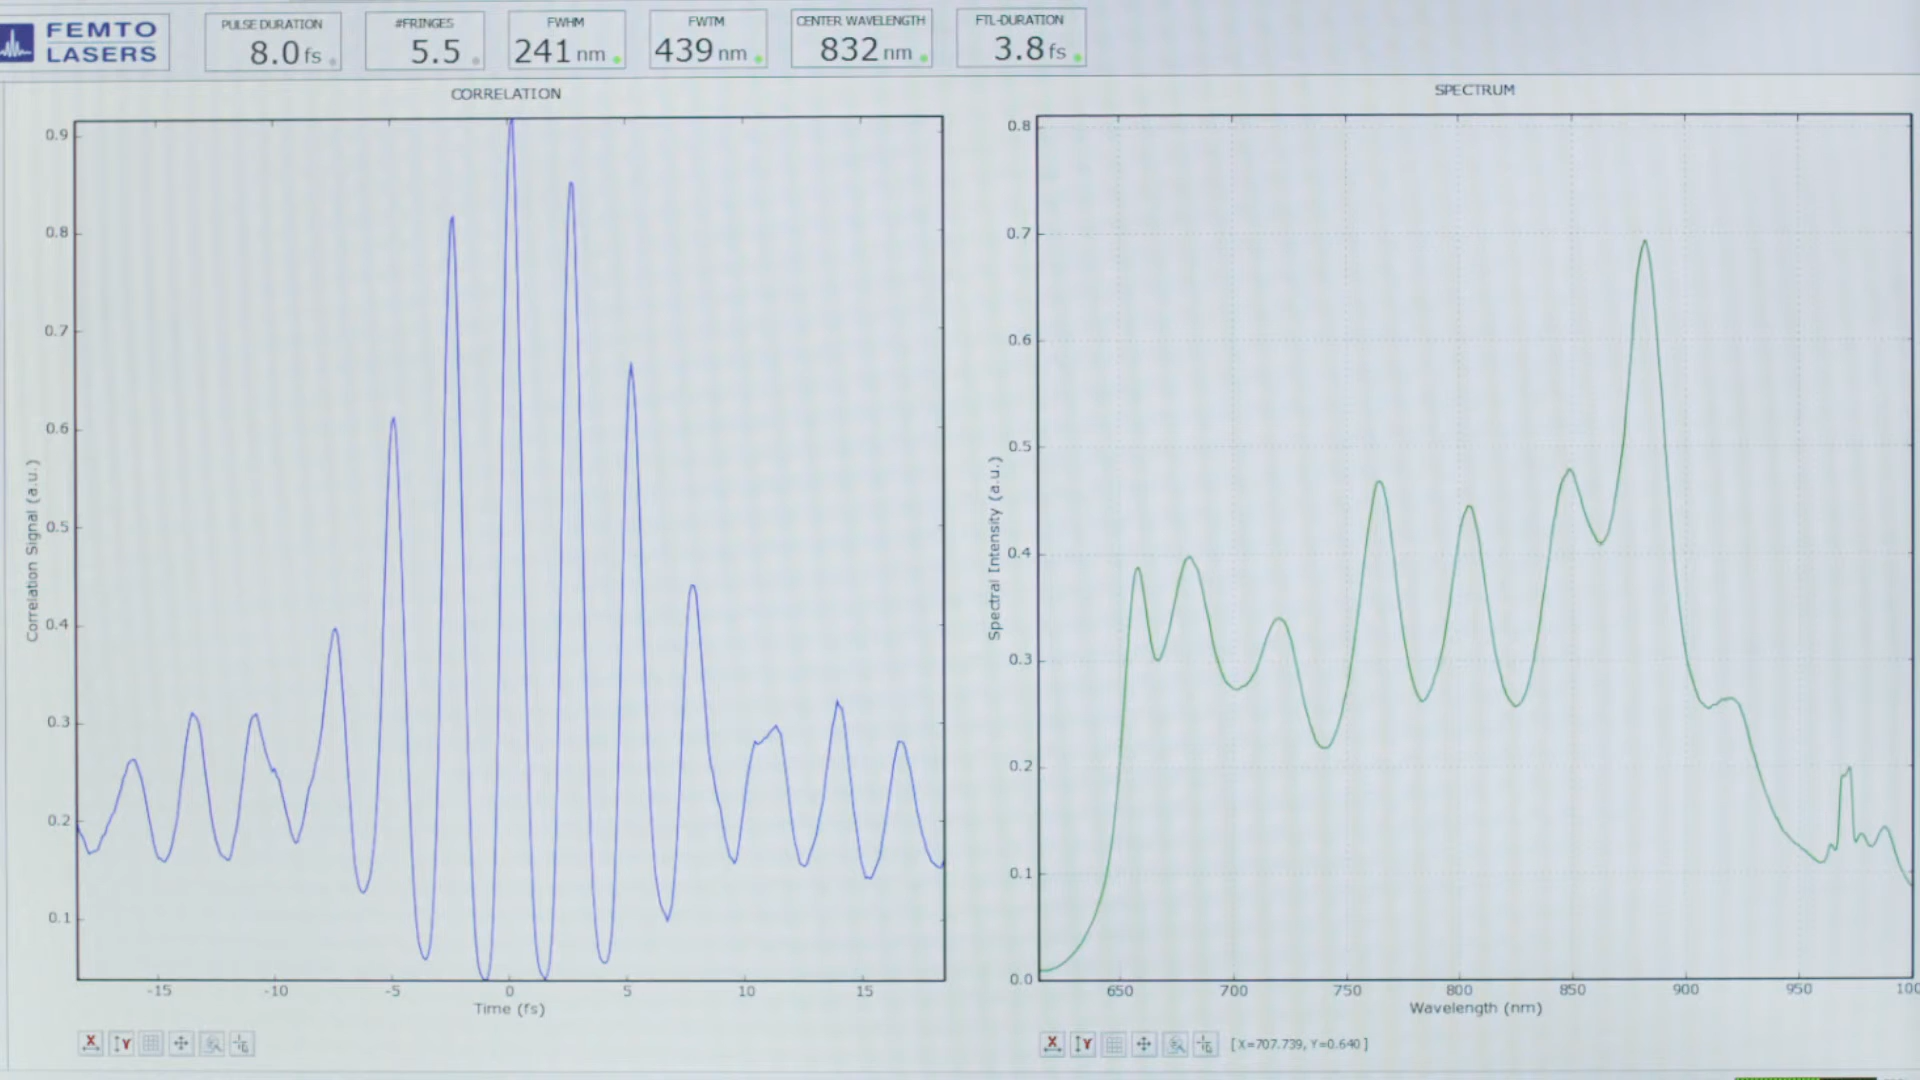 FEMTO
LASERS
PULSE DURATION
8.0 fs
#FRINGES
5.5
FWHM
241 nm
FWTM
439 nm
CENTER WAVELENGTH
832 nm
FTL-DURATION
3.8 fs
CORRELATION
0.9
0.8
0.7
0.6
0.5
0.4
0.3
0.2
0.1
Correlation Signal (a.u.)
-15 -10 -5 0 5 10 15
Time (fs)
X Y
SPECTRUM
0.8
0.7
0.6
0.5
0.4
0.3
0.2
0.1
0.0
Spectral Intensity (a.u.)
650 700 750 800 850 900 950 100
Wavelength (nm)
X Y
[X=707.739, Y=0.640]